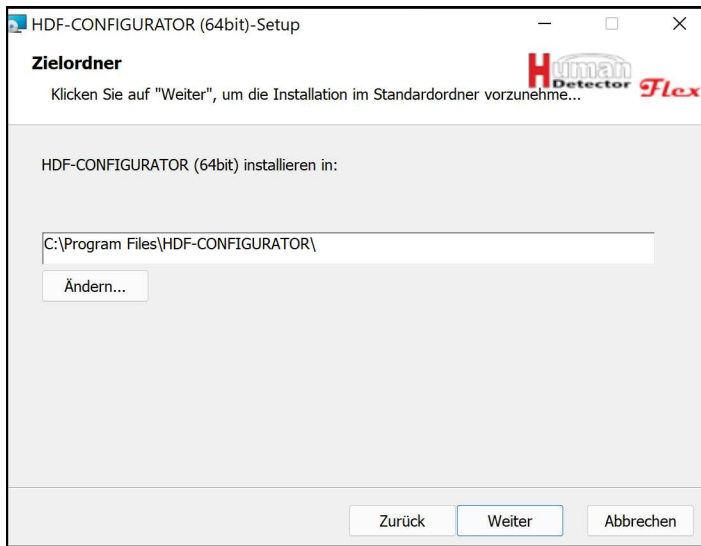 HDF-CONFIGURATOR (64bit)-Setup
Zielordner
Klicken Sie auf "Weiter", um die Installation im Standardordner vorzunehme...
Human
Detector Flex
HDF-CONFIGURATOR (64bit) installieren in:
C:\Program Files\HDF-CONFIGURATOR\
Ändern...
Zurück Weiter Abbrechen